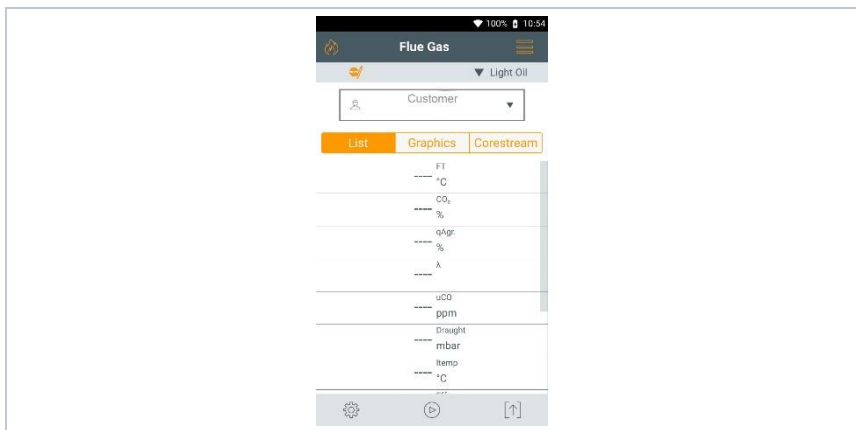 100% 10:54
Flue Gas
Light Oil
Customer
List Graphics Corestream
FT
---- °C
CO₂
---- %
qAgr.
---- %
λ
----
uCO
---- ppm
Draught
---- mbar
Itemp
---- °C